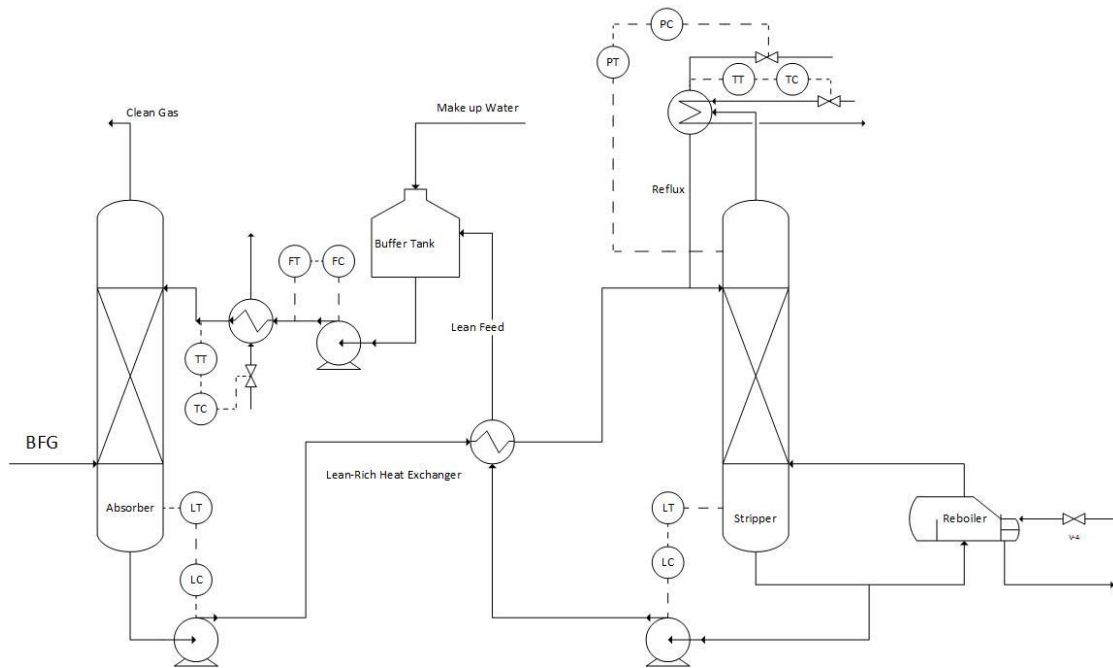 PC
PT
TT
TC
Clean Gas
Make up Water
Reflux
Buffer Tank
FT
FC
Lean Feed
TT
TC
BFG
Lean-Rich Heat Exchanger
Absorber
LT
LT
Stripper
Reboiler
V-4
LC
LC